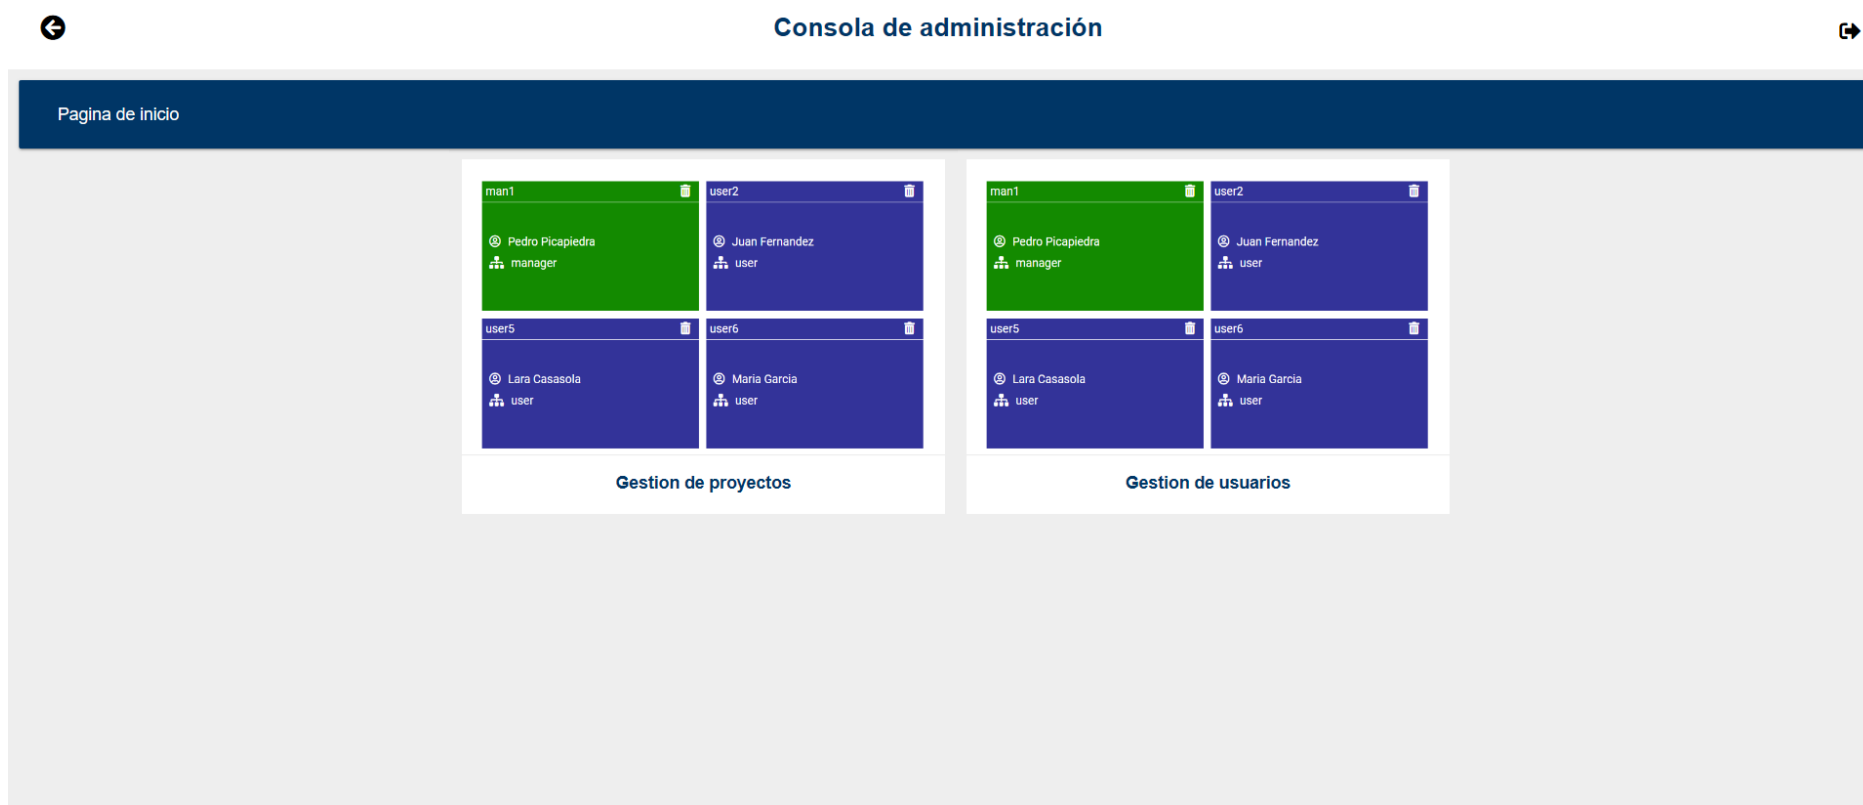 Consola de administración
Pagina de inicio
man1
user2
Pedro Picapiedra
manager
Juan Fernandez
user
user5
user6
Lara Casasola
user
Maria Garcia
user
Gestion de proyectos
man1
user2
Pedro Picapiedra
manager
Juan Fernandez
user
user5
user6
Lara Casasola
user
Maria Garcia
user
Gestion de usuarios